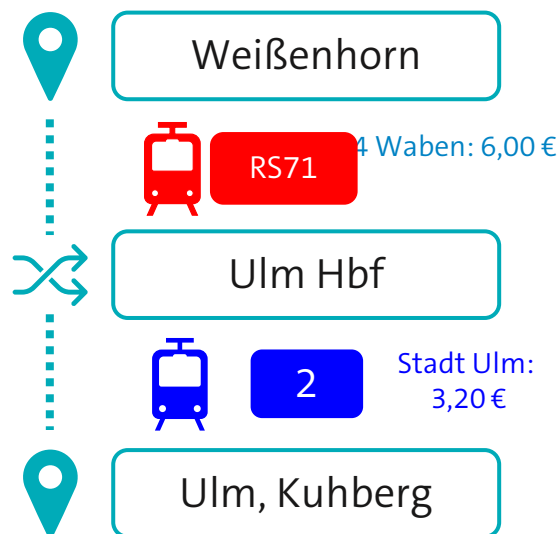 Weißenhorn
RS71
4 Waben: 6,00 €
Ulm Hbf
2
Stadt Ulm:
3,20 €
Ulm, Kuhberg